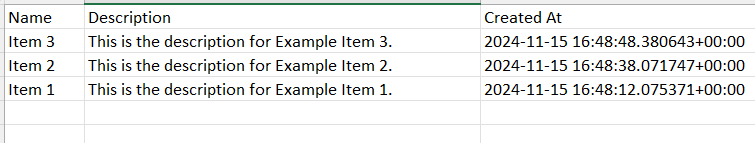 Name Description Created At
Item 3 This is the description for Example Item 3. 2024-11-15 16:48:48.380643+00:00
Item 2 This is the description for Example Item 2. 2024-11-15 16:48:38.071747+00:00
Item 1 This is the description for Example Item 1. 2024-11-15 16:48:12.075371+00:00